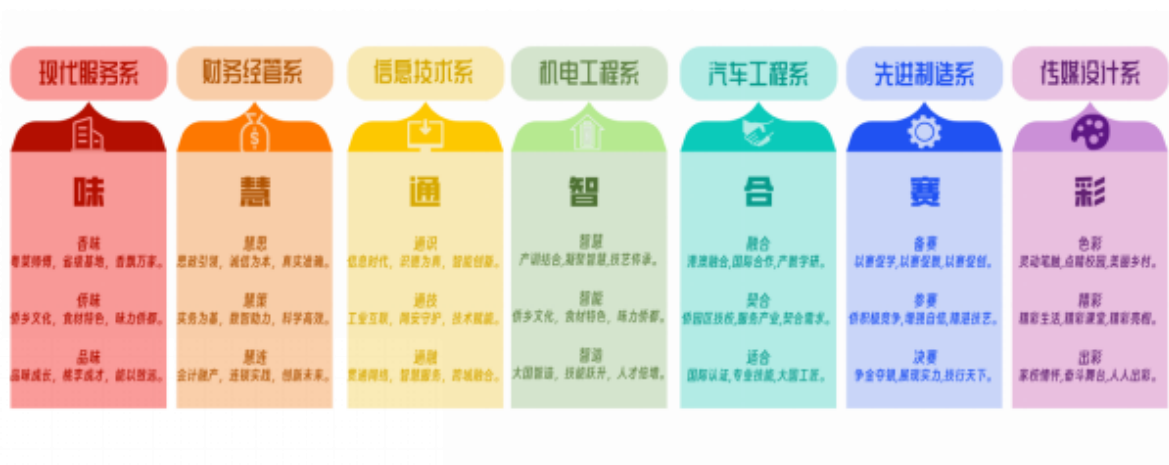 现代服务系
味
香味
粤菜师傅，省级基地，香飘万家。
侨味
侨乡文化，食材特色，味力侨都。
品味
品味成长，桃李成才，能以致远。
财务经管系
慧
慧思
思政引领，诚信为本，真实准确。
慧策
实务为基，数智助力，科学高效。
慧连
会计融产，连锁实战，创新未来。
信息技术系
通
通识
信息时代，识德为典，智能创新。
通技
工业互联，网安守护，技术赋能。
通融
贯通网络，智慧服务，跨域融合。
机电工程系
智
智慧
产训结合,凝聚智慧,技艺传承。
智能
侨乡文化，食材特色，味力侨都。
智造
大国智造，技能跃升，人才倍增。
汽车工程系
合
融合
港澳融合,国际合作,产教学研。
契合
侨园区技校,服务产业,契合需求。
适合
国际认证,专业技能,大国工匠。
先进制造系
赛
备赛
以赛促学,以赛促教,以赛促创。
参赛
侨积极竞争,增强自信,精进技艺。
决赛
争金夺银,展现实力,技行天下。
传媒设计系
彩
色彩
灵动笔触,点睛校园,美丽乡村。
精彩
精彩生活,精彩课堂,精彩亮相。
出彩
家校情怀,奋斗舞台,人人出彩。